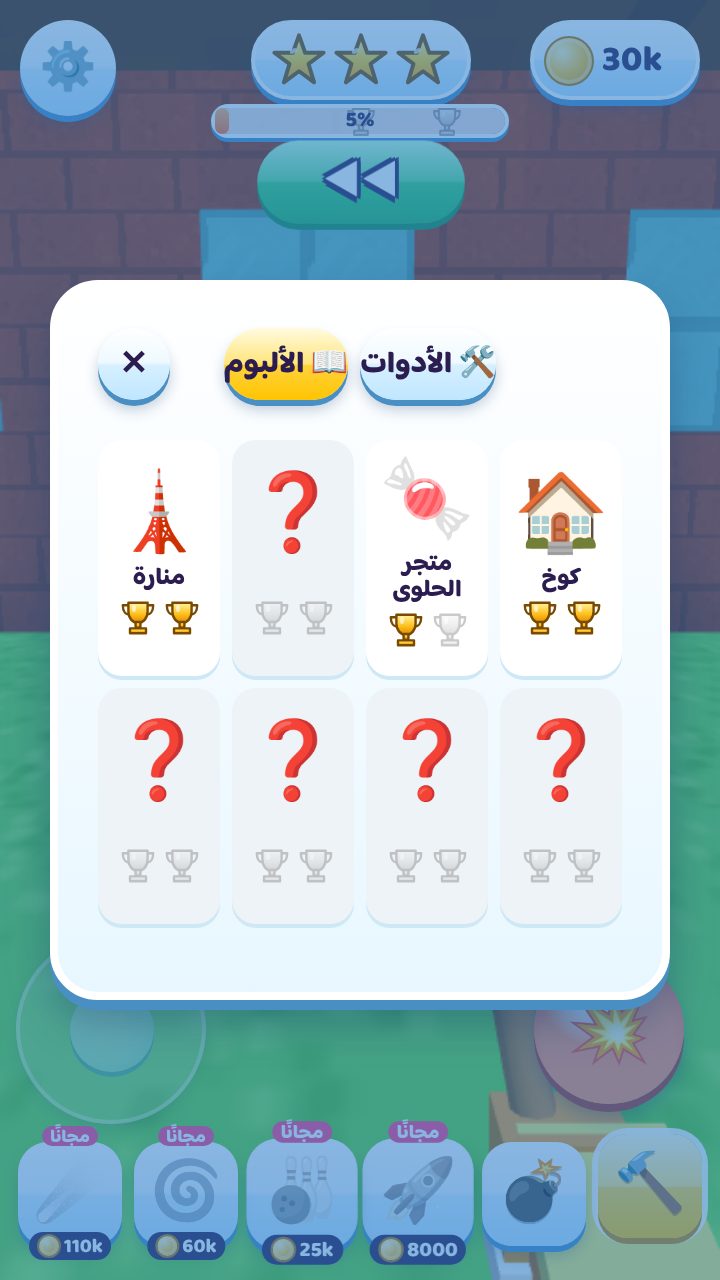 30k
5%
🛠️ الأدوات
📖 الألبوم
✕
كوخ
متجر
الحلوى
❓
منارة
❓
❓
❓
❓
مجانًا
مجانًا
مجانًا
مجانًا
8000
25k
60k
110k